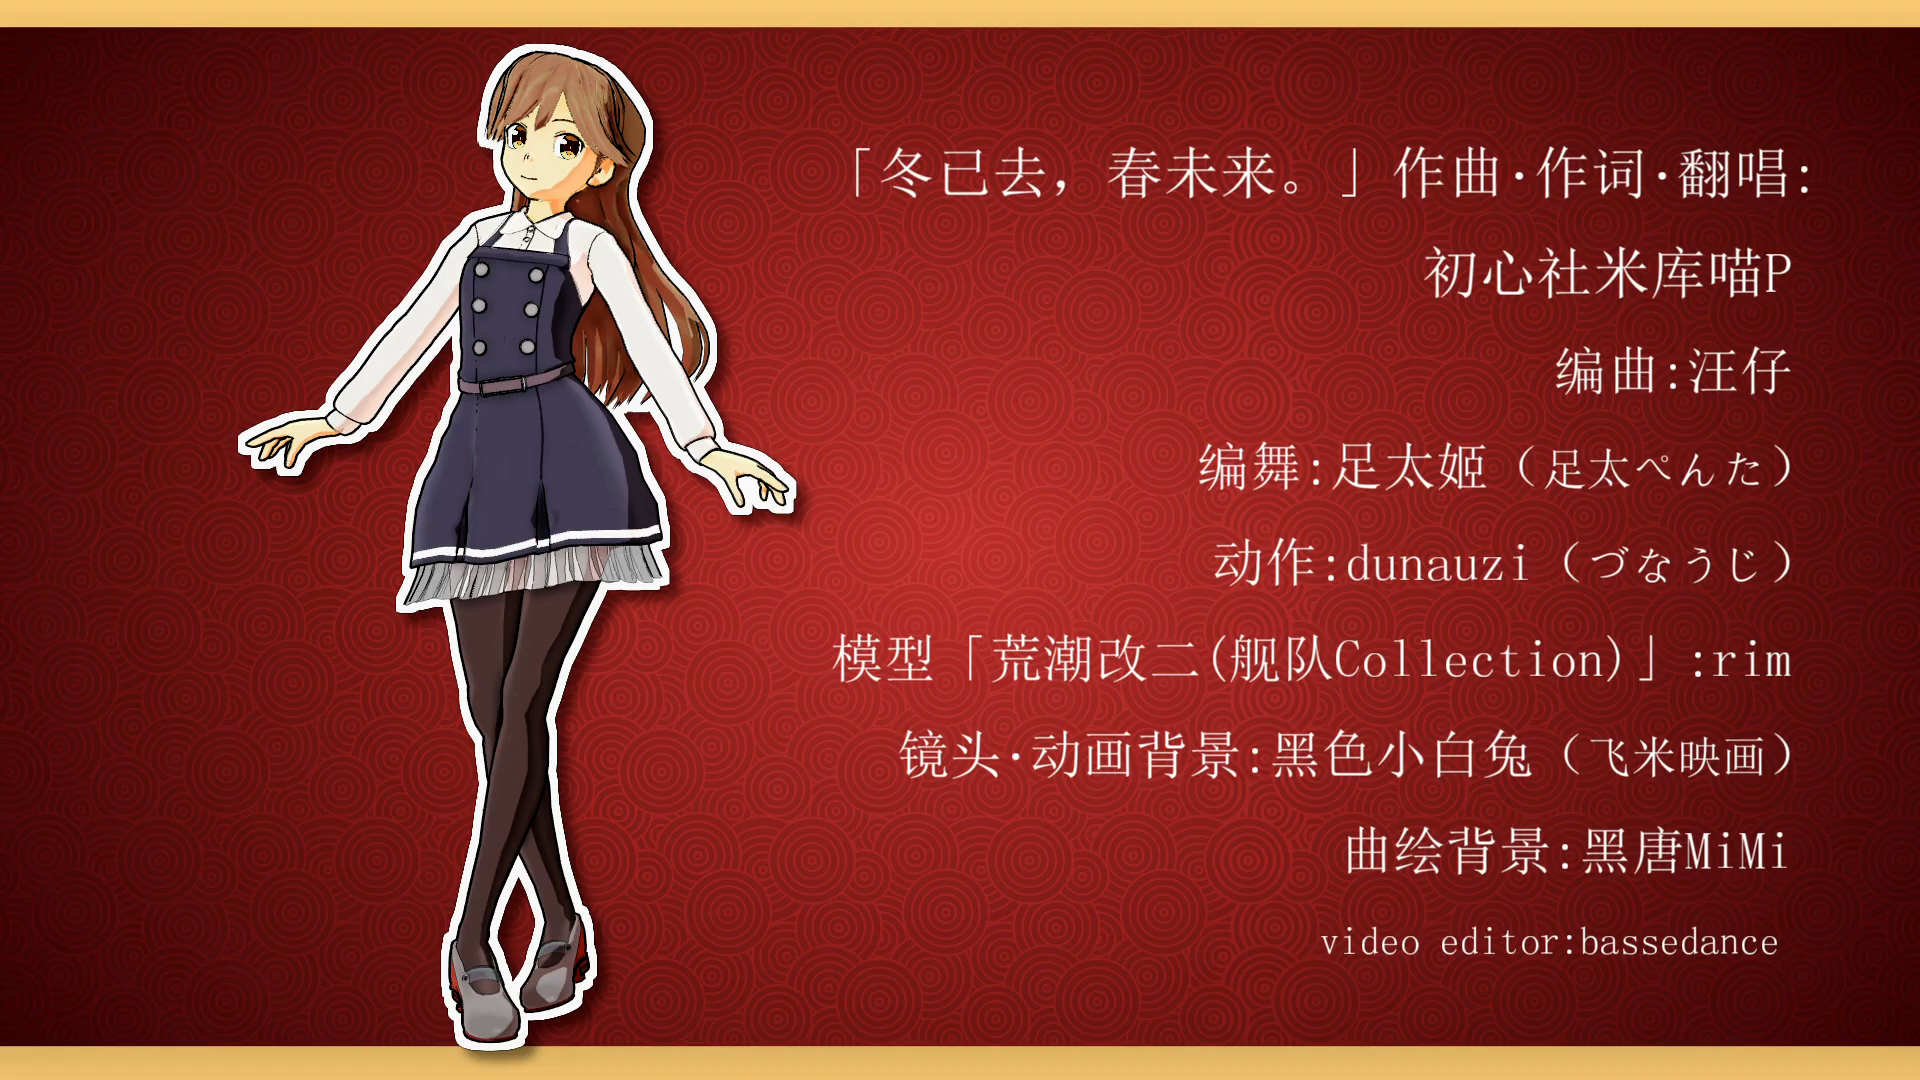 「冬已去，春未来。」作曲·作词·翻唱:
初心社米库喵P
编曲:汪仔
编舞:足太姬（足太ぺんた）
动作:dunauzi（づなうじ）
模型「荒潮改二(舰队Collection)」:rim
镜头·动画背景:黑色小白兔（飞米映画）
曲绘背景:黑唐MiMi
video editor:bassedance